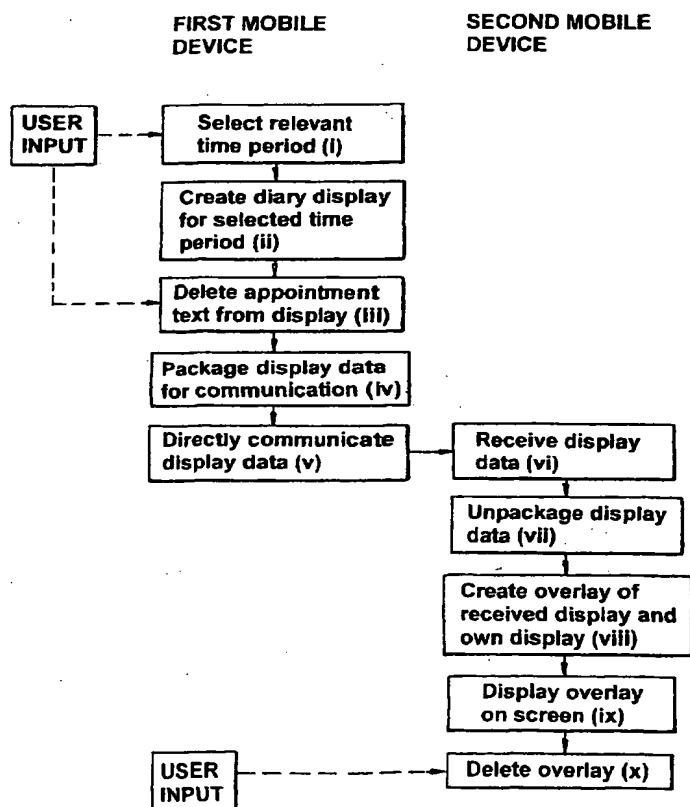 FIRST MOBILE
DEVICE
SECOND MOBILE
DEVICE
USER
INPUT
Select relevant
time period (i)
Create diary display
for selected time
period (ii)
Delete appointment
text from display (iii)
Package display data
for communication (iv)
Directly communicate
display data (v)
Receive display
data (vi)
Unpackage display
data (vii)
Create overlay of
received display and
own display (viii)
Display overlay
on screen (ix)
Delete overlay (x)
USER
INPUT